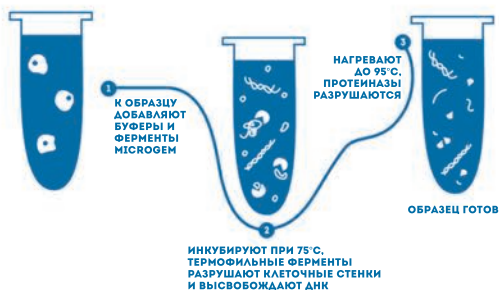 1
К ОБРАЗЦУ
ДОБАВЛЯЮТ
БУФЕРЫ И
ФЕРМЕНТЫ
MICROGEM
2
ИНКУБИРУЮТ ПРИ 75°С,
ТЕРМОФИЛЬНЫЕ ФЕРМЕНТЫ
РАЗРУШАЮТ КЛЕТОЧНЫЕ СТЕНКИ
И ВЫСВОБОЖДАЮТ ДНК
3
НАГРЕВАЮТ
ДО 95°С,
ПРОТЕИНАЗЫ
РАЗРУШАЮТСЯ
ОБРАЗЕЦ ГОТОВ